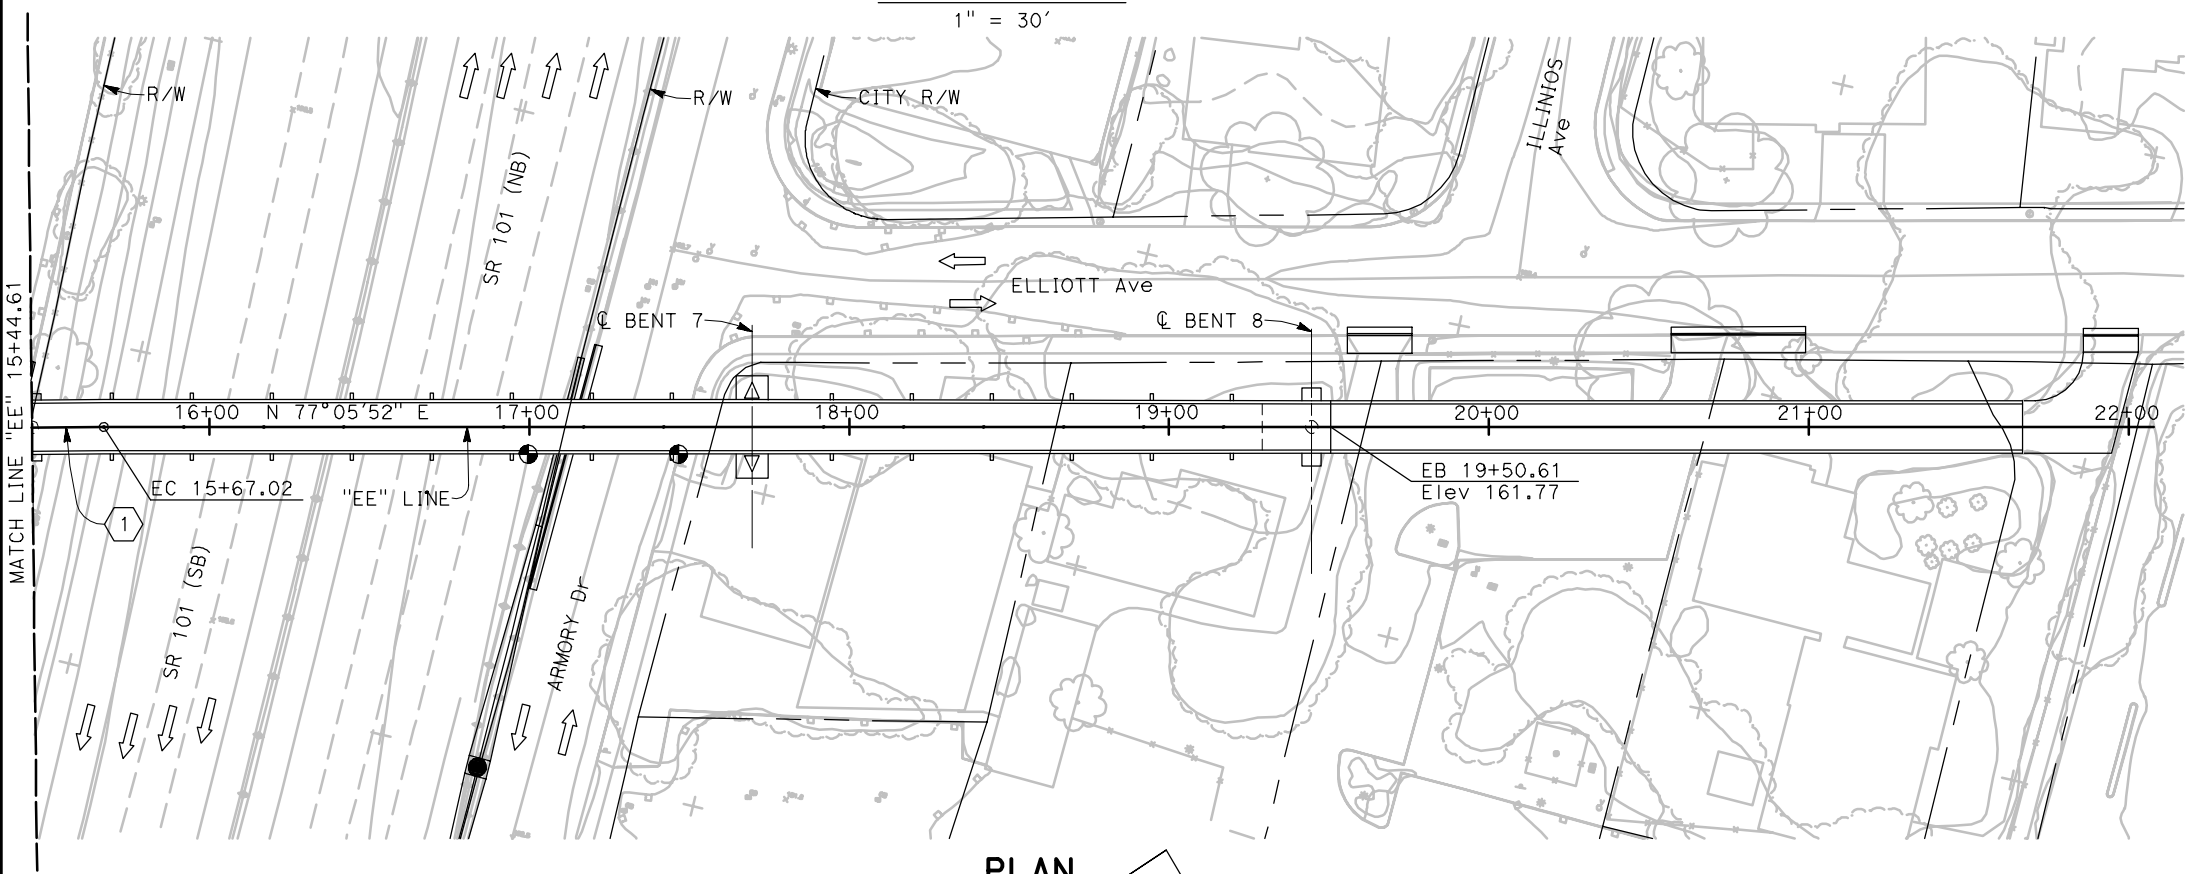 1" = 30'
R/W
R/W
CITY R/W
ILLINIOS
Ave
SR 101 (NB)
ELLIOTT Ave
℄ BENT 7
℄ BENT 8
MATCH LINE "EE" 15+44.61
16+00
N 77°05'52" E
17+00
18+00
19+00
20+00
21+00
22+00
EC 15+67.02
"EE" LINE
1
EB 19+50.61
Elev 161.77
SR 101 (SB)
ARMORY Dr
PLAN